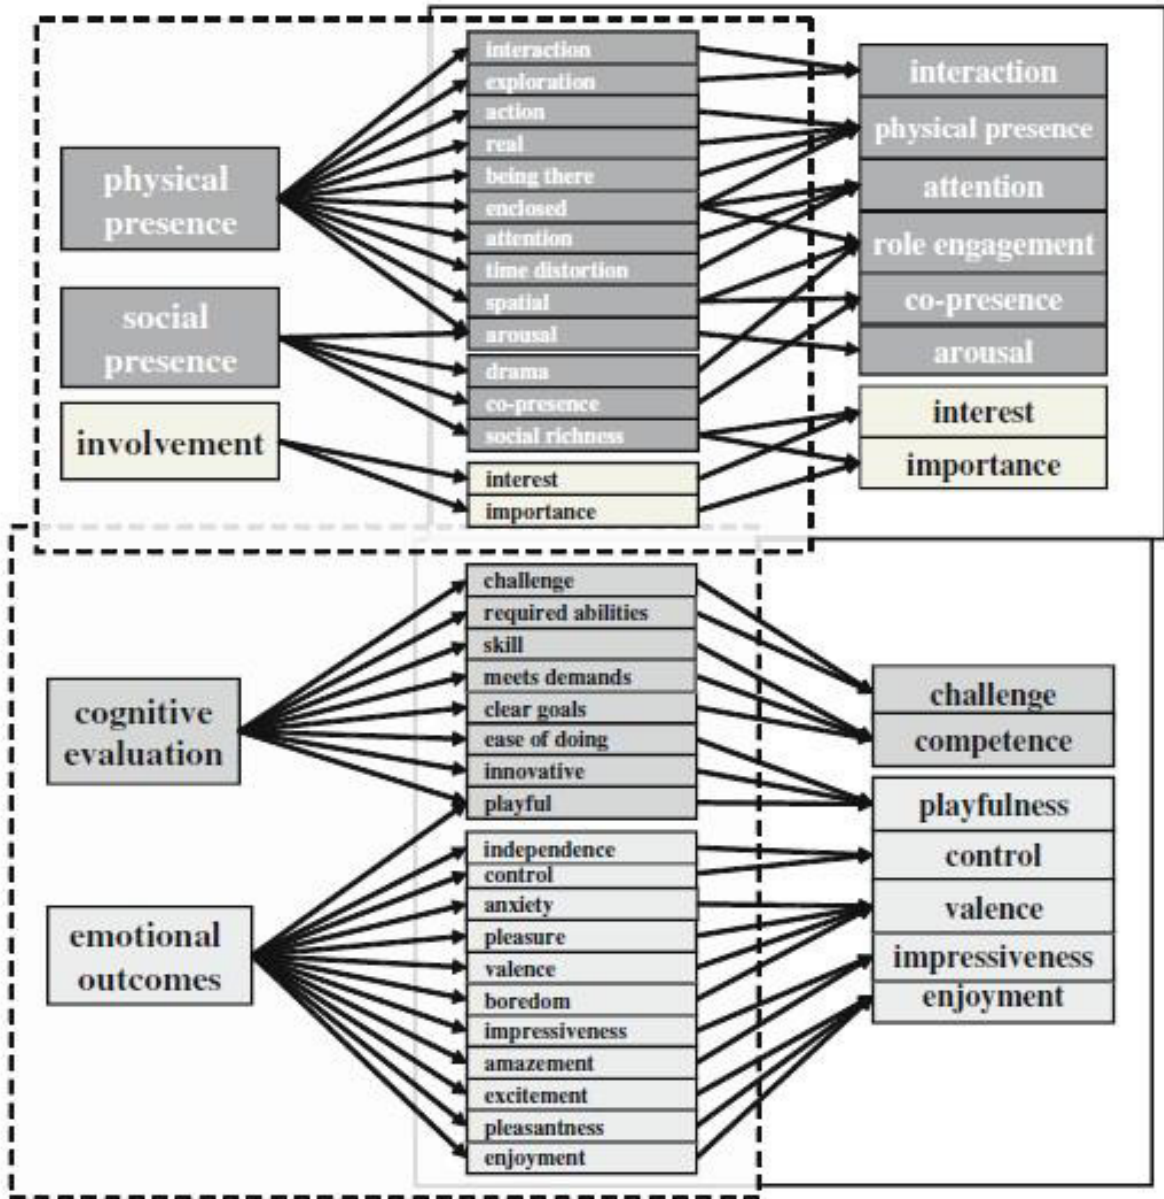 physical
presence
social
presence
involvement
interaction
exploration
action
real
being there
enclosed
attention
time distortion
spatial
arousal
drama
co-presence
social richness
interest
importance
interaction
physical presence
attention
role engagement
co-presence
arousal
interest
importance
cognitive
evaluation
emotional
outcomes
challenge
required abilities
skill
meets demands
clear goals
ease of doing
innovative
playful
independence
control
anxiety
pleasure
valence
boredom
impressiveness
amazement
excitement
pleasantness
enjoyment
challenge
competence
playfulness
control
valence
impressiveness
enjoyment